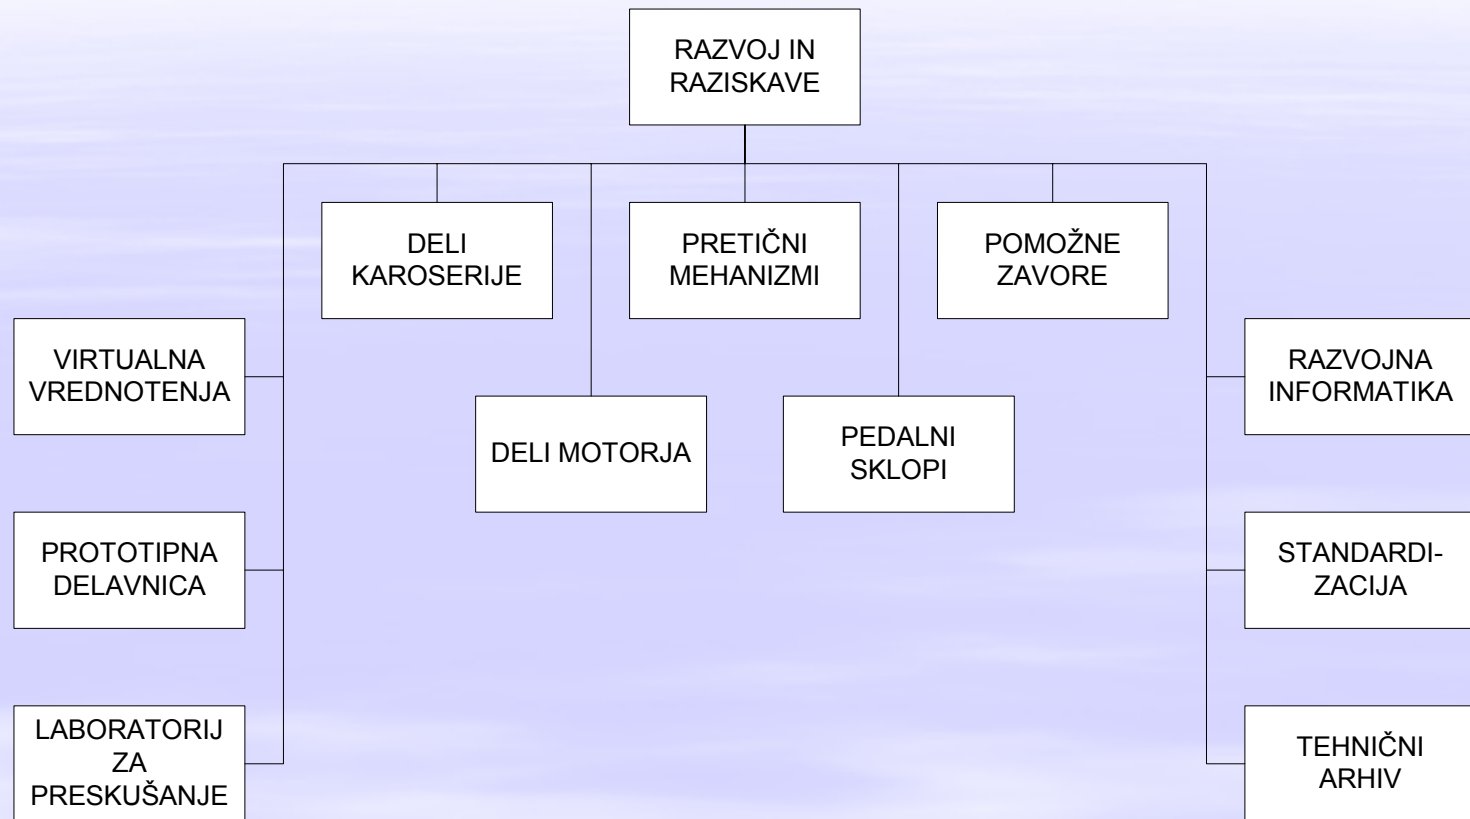 RAZVOJ IN
RAZISKAVE
DELI
KAROSERIJE
PRETIČNI
MEHANIZMI
POMOŽNE
ZAVORE
VIRTUALNA
VREDNOTENJA
RAZVOJNA
INFORMATIKA
DELI MOTORJA
PEDALNI
SKLOPI
PROTOTIPNA
DELAVNICA
STANDARDI-
ZACIJA
LABORATORIJ
ZA
PRESKUŠANJE
TEHNIČNI
ARHIV